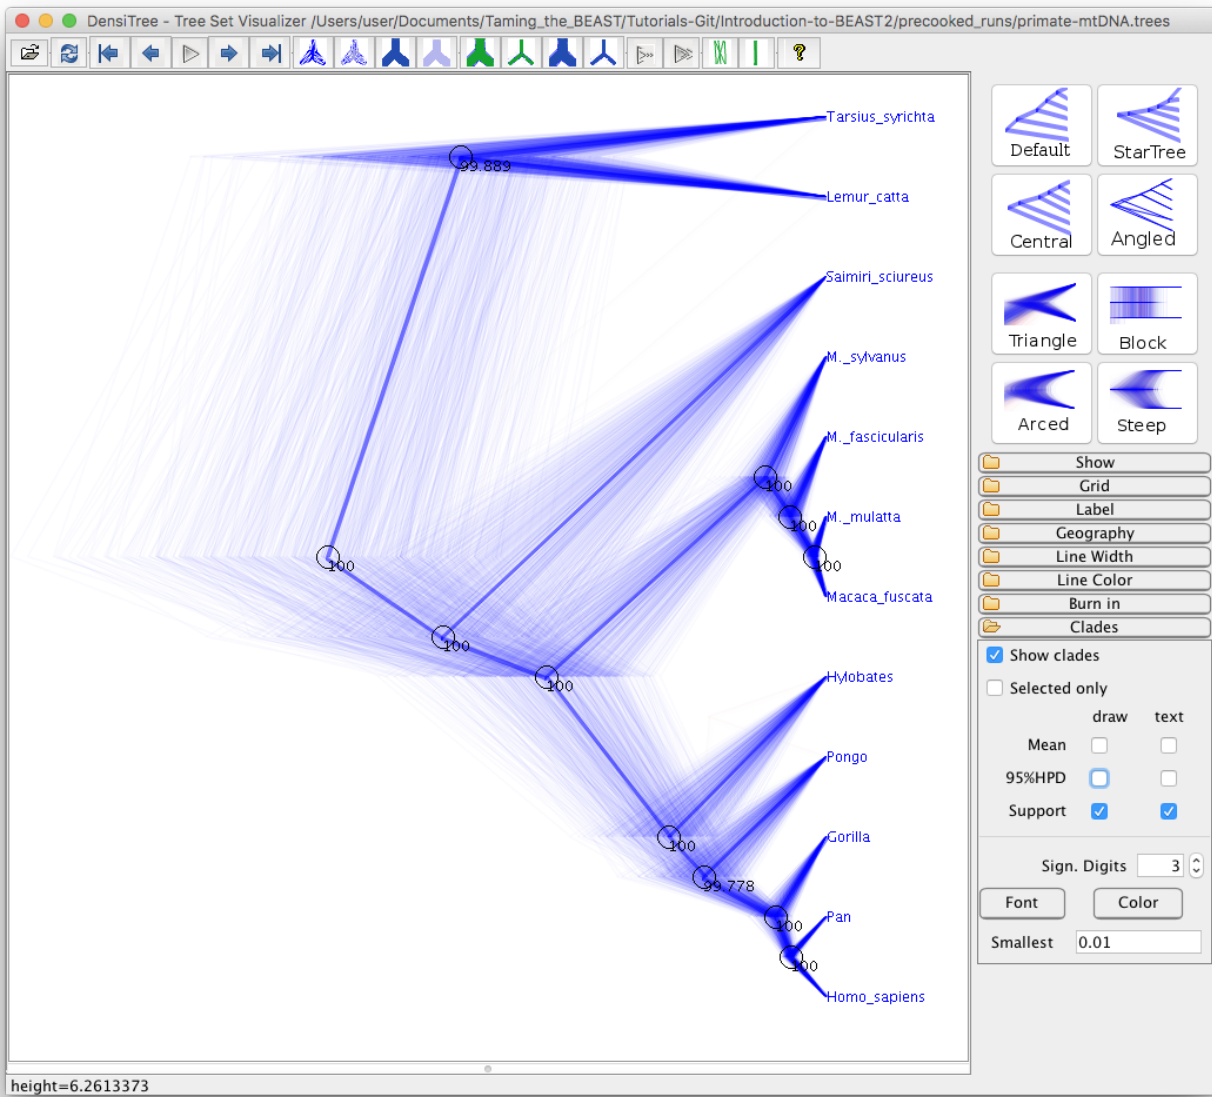 DensiTree - Tree Set Visualizer /Users/user/Documents/Taming_the_BEAST/Tutorials-Git/Introduction-to-BEAST2/precooked_runs/primate-mtDNA.trees
?
Tarsius_syrichta
99.889
Lemur_catta
Saimiri_sciureus
M._sylvanus
M._fascicularis
100
M._mulatta
100
100
100
Macaca_fuscata
100
Hylobates
100
Pongo
Gorilla
100
99.778
Pan
100
100
Homo_sapiens
Default
StarTree
Central
Angled
Triangle
Block
Arced
Steep
Show
Grid
Label
Geography
Line Width
Line Color
Burn in
Clades
Show clades
Selected only
draw text
Mean
95%HPD
Support
Sign. Digits 3
Font Color
Smallest 0.01
height=6.2613373